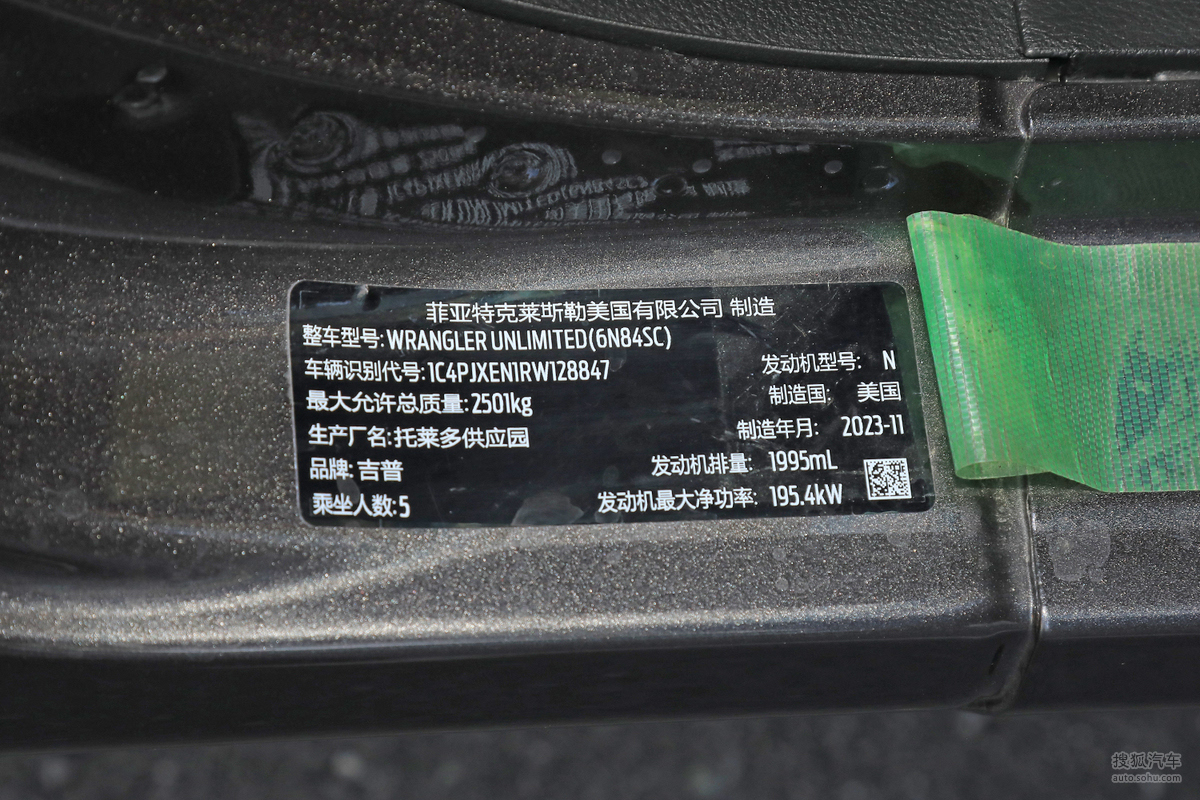 菲亚特克莱斯勒美国有限公司 制造
整车型号:WRANGLER UNLIMITED(6N84SC)
车辆识别代号:1C4PJXEN1RW128847
发动机型号: N
最大允许总质量:2501kg
制造国: 美国
生产厂名:托莱多供应园
制造年月: 2023-11
品牌:吉普
发动机排量: 1995mL
乘坐人数:5
发动机最大净功率: 195.4kW
搜狐汽车
auto.sohu.com